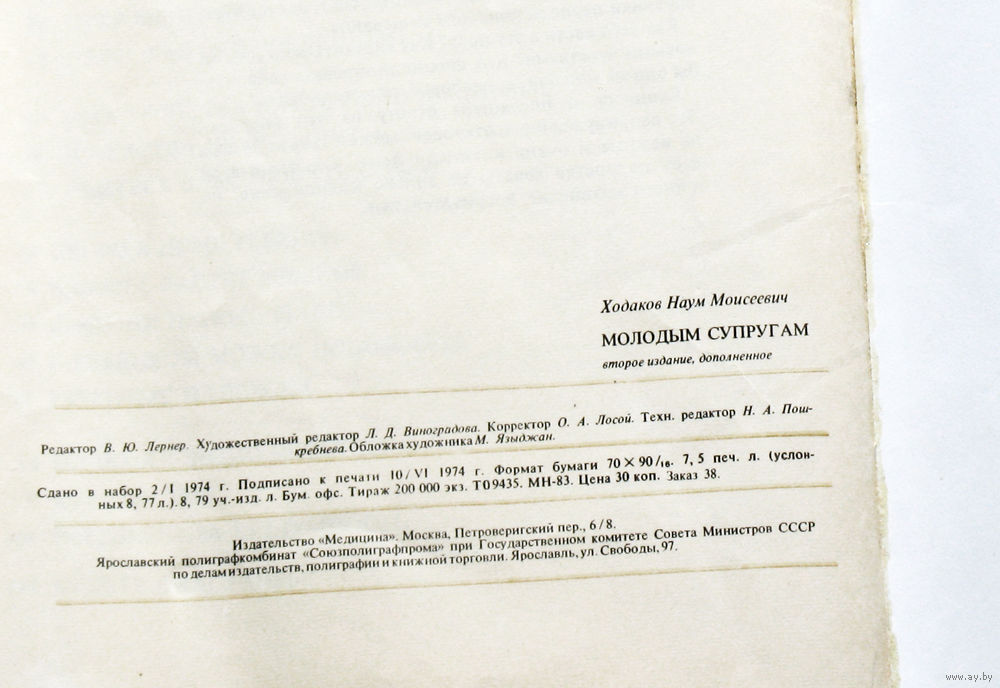 Ходаков Наум Моисеевич
МОЛОДЫМ СУПРУГАМ
второе издание, дополненное
Редактор В. Ю. Лернер. Художественный редактор Л. Д. Виноградова. Корректор О. А. Лосой. Техн. редактор Н. А. Пош-
кребнева. Обложка художника М. Языджан.
Сдано в набор 2/I 1974 г. Подписано к печати 10/VI 1974 г. Формат бумаги 70×90/16. 7,5 печ. л. (услов-
ных 8, 77 л.). 8, 79 уч.-изд. л. Бум. офс. Тираж 200 000 экз. Т09435. МН-83. Цена 30 коп. Заказ 38.
Издательство «Медицина». Москва, Петроверигский пер., 6/8.
Ярославский полиграфкомбинат «Союзполиграфпрома» при Государственном комитете Совета Министров СССР
по делам издательств, полиграфии и книжной торговли. Ярославль, ул. Свободы, 97.
www.ay.by